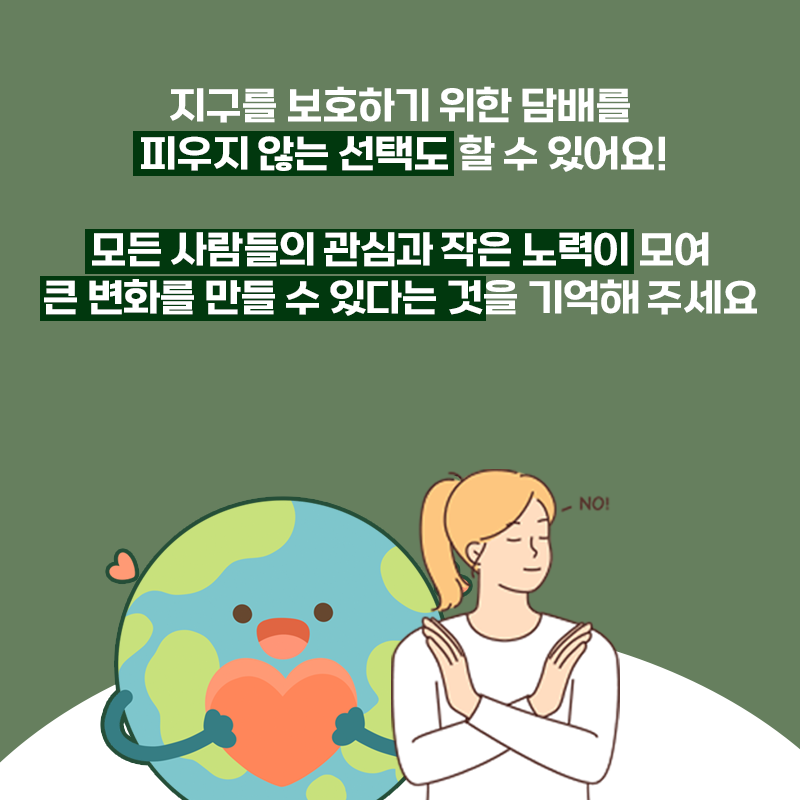 지구를 보호하기 위한 담배를
피우지 않는 선택도 할 수 있어요!
모든 사람들의 관심과 작은 노력이 모여
큰 변화를 만들 수 있다는 것을 기억해 주세요
NO!